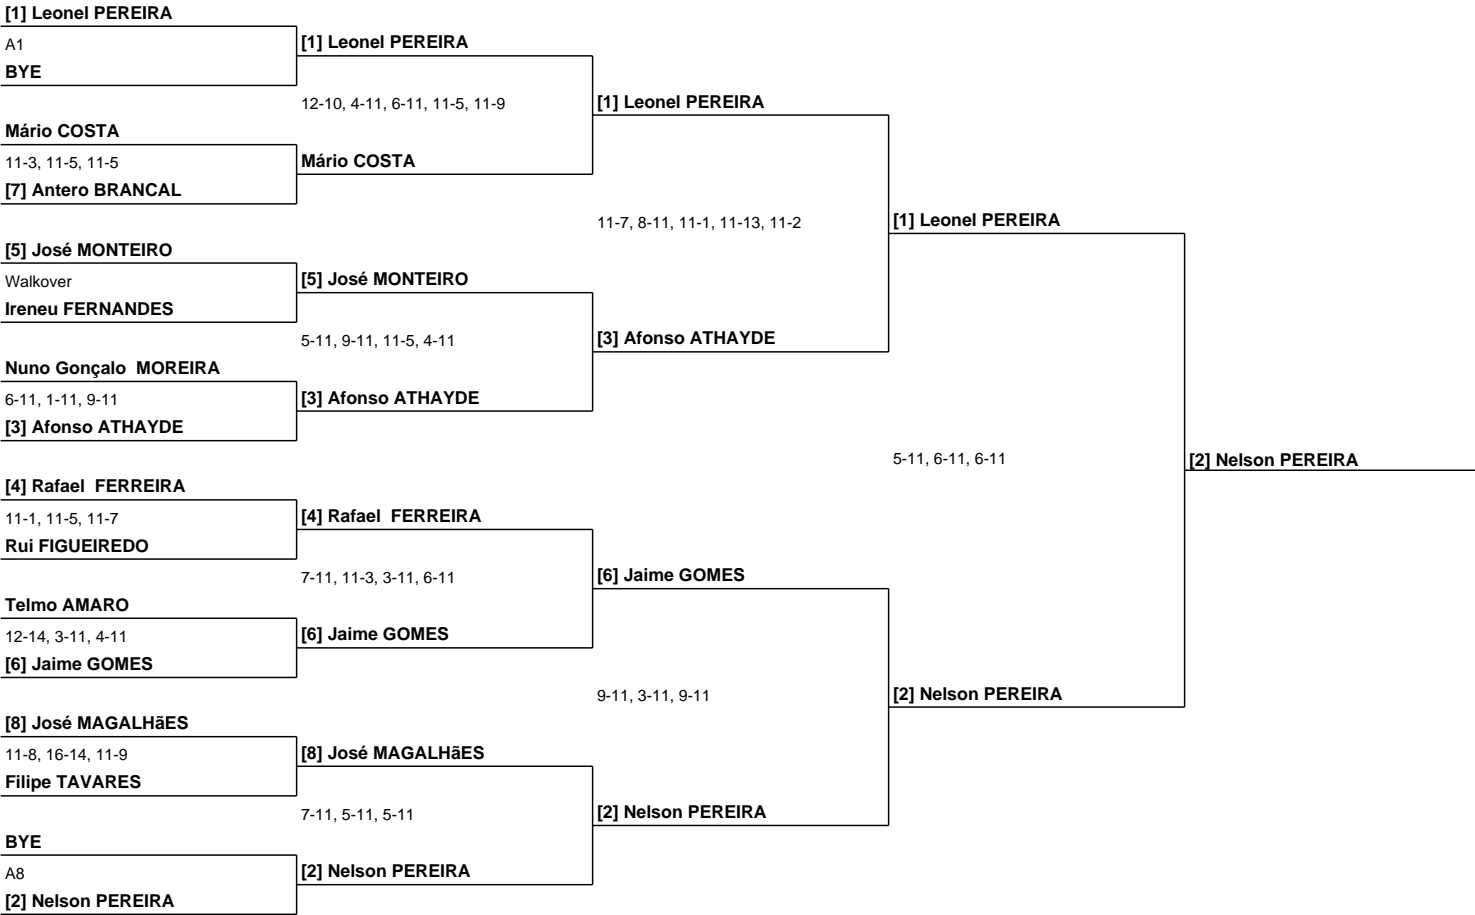 [1] Leonel PEREIRA
A1
BYE
Mário COSTA
11-3, 11-5, 11-5
[7] Antero BRANCAL
[5] José MONTEIRO
Walkover
Ireneu FERNANDES
Nuno Gonçalo  MOREIRA
6-11, 1-11, 9-11
[3] Afonso ATHAYDE
[4] Rafael  FERREIRA
11-1, 11-5, 11-7
Rui FIGUEIREDO
Telmo AMARO
12-14, 3-11, 4-11
[6] Jaime GOMES
[8] José MAGALHãES
11-8, 16-14, 11-9
Filipe TAVARES
BYE
A8
[2] Nelson PEREIRA
[1] Leonel PEREIRA
12-10, 4-11, 6-11, 11-5, 11-9
Mário COSTA
[5] José MONTEIRO
5-11, 9-11, 11-5, 4-11
[3] Afonso ATHAYDE
[4] Rafael  FERREIRA
7-11, 11-3, 3-11, 6-11
[6] Jaime GOMES
[8] José MAGALHãES
7-11, 5-11, 5-11
[2] Nelson PEREIRA
[1] Leonel PEREIRA
11-7, 8-11, 11-1, 11-13, 11-2
[3] Afonso ATHAYDE
[6] Jaime GOMES
9-11, 3-11, 9-11
[2] Nelson PEREIRA
[1] Leonel PEREIRA
5-11, 6-11, 6-11
[2] Nelson PEREIRA
[2] Nelson PEREIRA